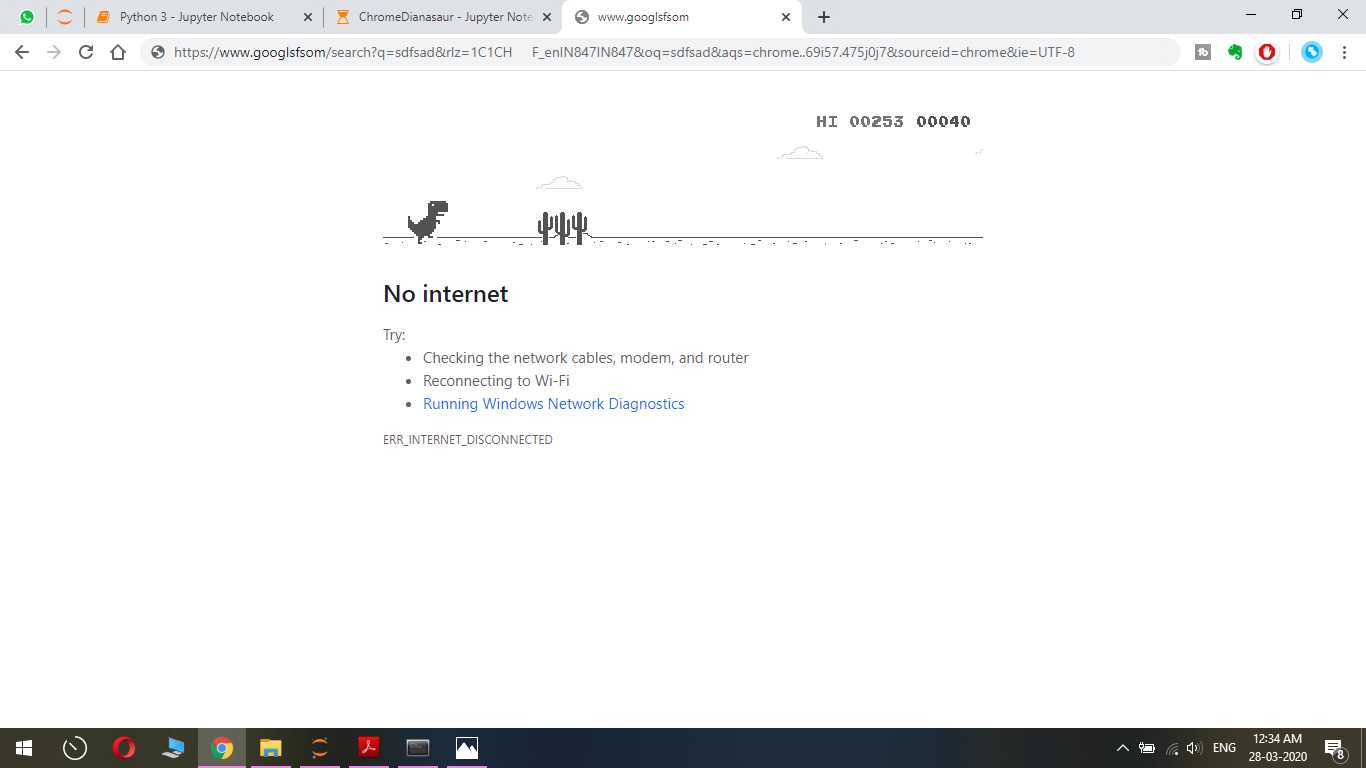 Python 3 - Jupyter Notebook
ChromeDianasaur - Jupyter Note
www.googlsfsom
https://www.googlsfsom/search?q=sdfsad&rlz=1C1CH F_enIN847IN847&oq=sdfsad&aqs=chrome..69i57.475j0j7&sourceid=chrome&ie=UTF-8
HI 00253 00040
No internet
Try:
• Checking the network cables, modem, and router
• Reconnecting to Wi-Fi
• Running Windows Network Diagnostics
ERR_INTERNET_DISCONNECTED
ENG
12:34 AM
28-03-2020
8